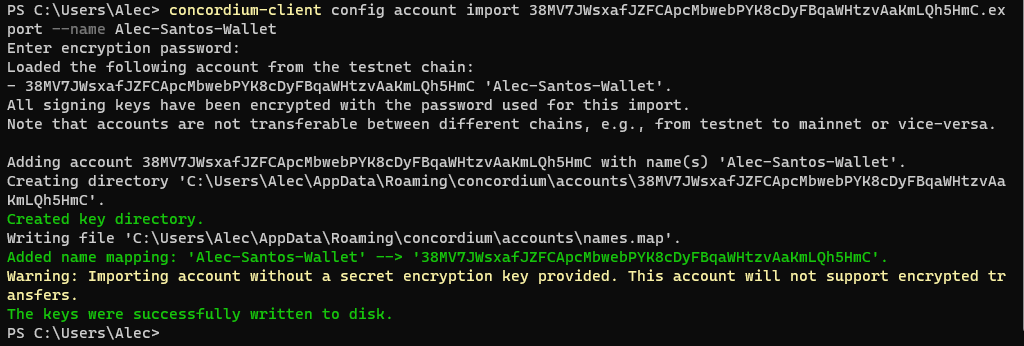 PS C:\Users\Alec> concordium-client config account import 38MV7JWsxafJZFCApcMbwebPYK8cDyFBqaWHtzvAaKmLQh5HmC.ex
port --name Alec-Santos-Wallet
Enter encryption password:
Loaded the following account from the testnet chain:
- 38MV7JWsxafJZFCApcMbwebPYK8cDyFBqaWHtzvAaKmLQh5HmC 'Alec-Santos-Wallet'.
All signing keys have been encrypted with the password used for this import.
Note that accounts are not transferable between different chains, e.g., from testnet to mainnet or vice-versa.
Adding account 38MV7JWsxafJZFCApcMbwebPYK8cDyFBqaWHtzvAaKmLQh5HmC with name(s) 'Alec-Santos-Wallet'.
Creating directory 'C:\Users\Alec\AppData\Roaming\concordium\accounts\38MV7JWsxafJZFCApcMbwebPYK8cDyFBqaWHtzvAa
KmLQh5HmC'.
Created key directory.
Writing file 'C:\Users\Alec\AppData\Roaming\concordium\accounts\names.map'.
Added name mapping: 'Alec-Santos-Wallet' --> '38MV7JWsxafJZFCApcMbwebPYK8cDyFBqaWHtzvAaKmLQh5HmC'.
Warning: Importing account without a secret encryption key provided. This account will not support encrypted tr
ansfers.
The keys were successfully written to disk.
PS C:\Users\Alec>